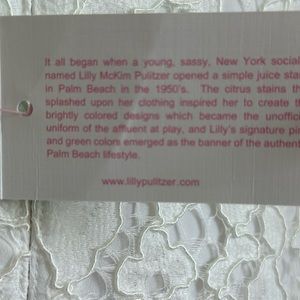 It all began when a young, sassy, New York social
named Lilly McKim Pulitzer opened a simple juice sta
in Palm Beach in the 1950's. The citrus stains th
splashed upon her clothing inspired her to create t
brightly colored designs which became the unoffic
uniform of the affluent at play, and Lilly's signature pi
and green colors emerged as the banner of the authent
Palm Beach lifestyle.
www.lillypulitzer.com